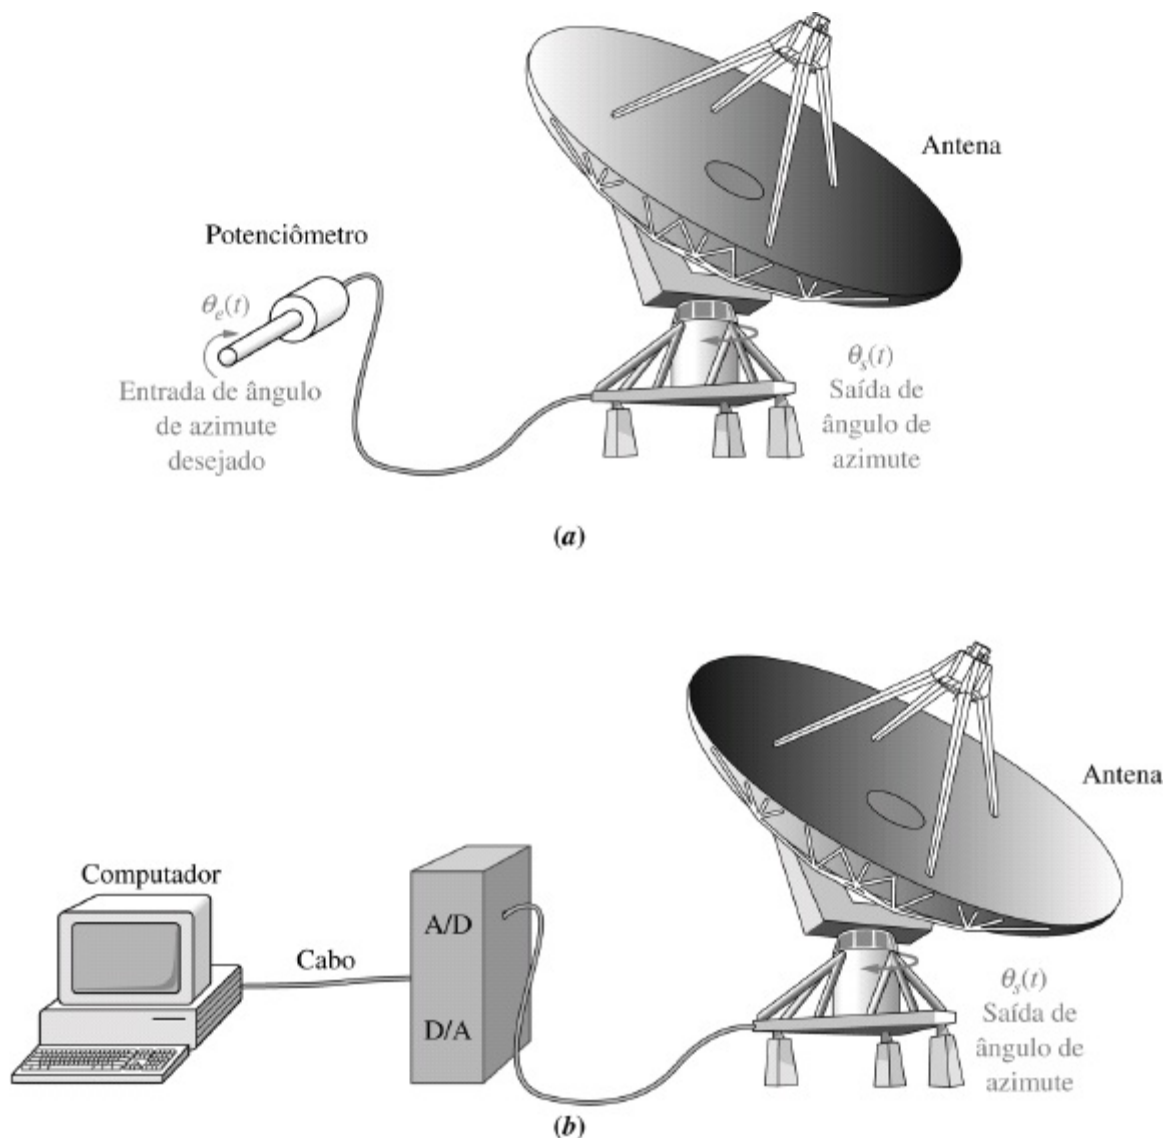 Antena
Potenciômetro
θe(t)
Entrada de ângulo
de azimute
desejado
θs(t)
Saída de
ângulo de
azimute
(a)
Antena
Computador
Cabo
A/D
D/A
θs(t)
Saída de
ângulo de
azimute
(b)